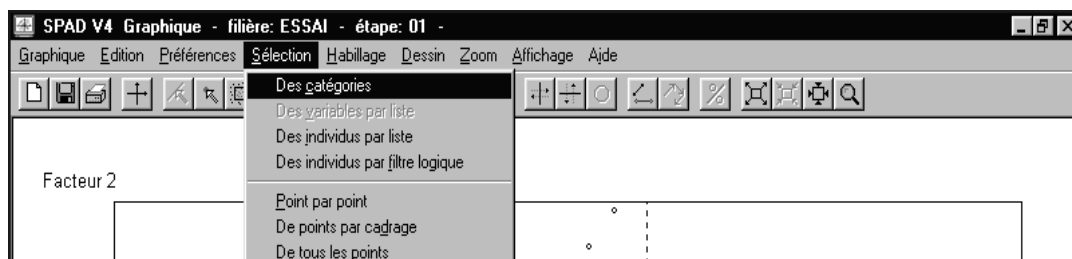 SPAD V4 Graphique - filière: ESSAI - étape: 01 -
Graphique Edition Préférences Sélection Habillage Dessin Zoom Affichage Aide
Des catégories
Des variables par liste
Des individus par liste
Des individus par filtre logique
Facteur 2
Point par point
De points par cadrage
De tous les points